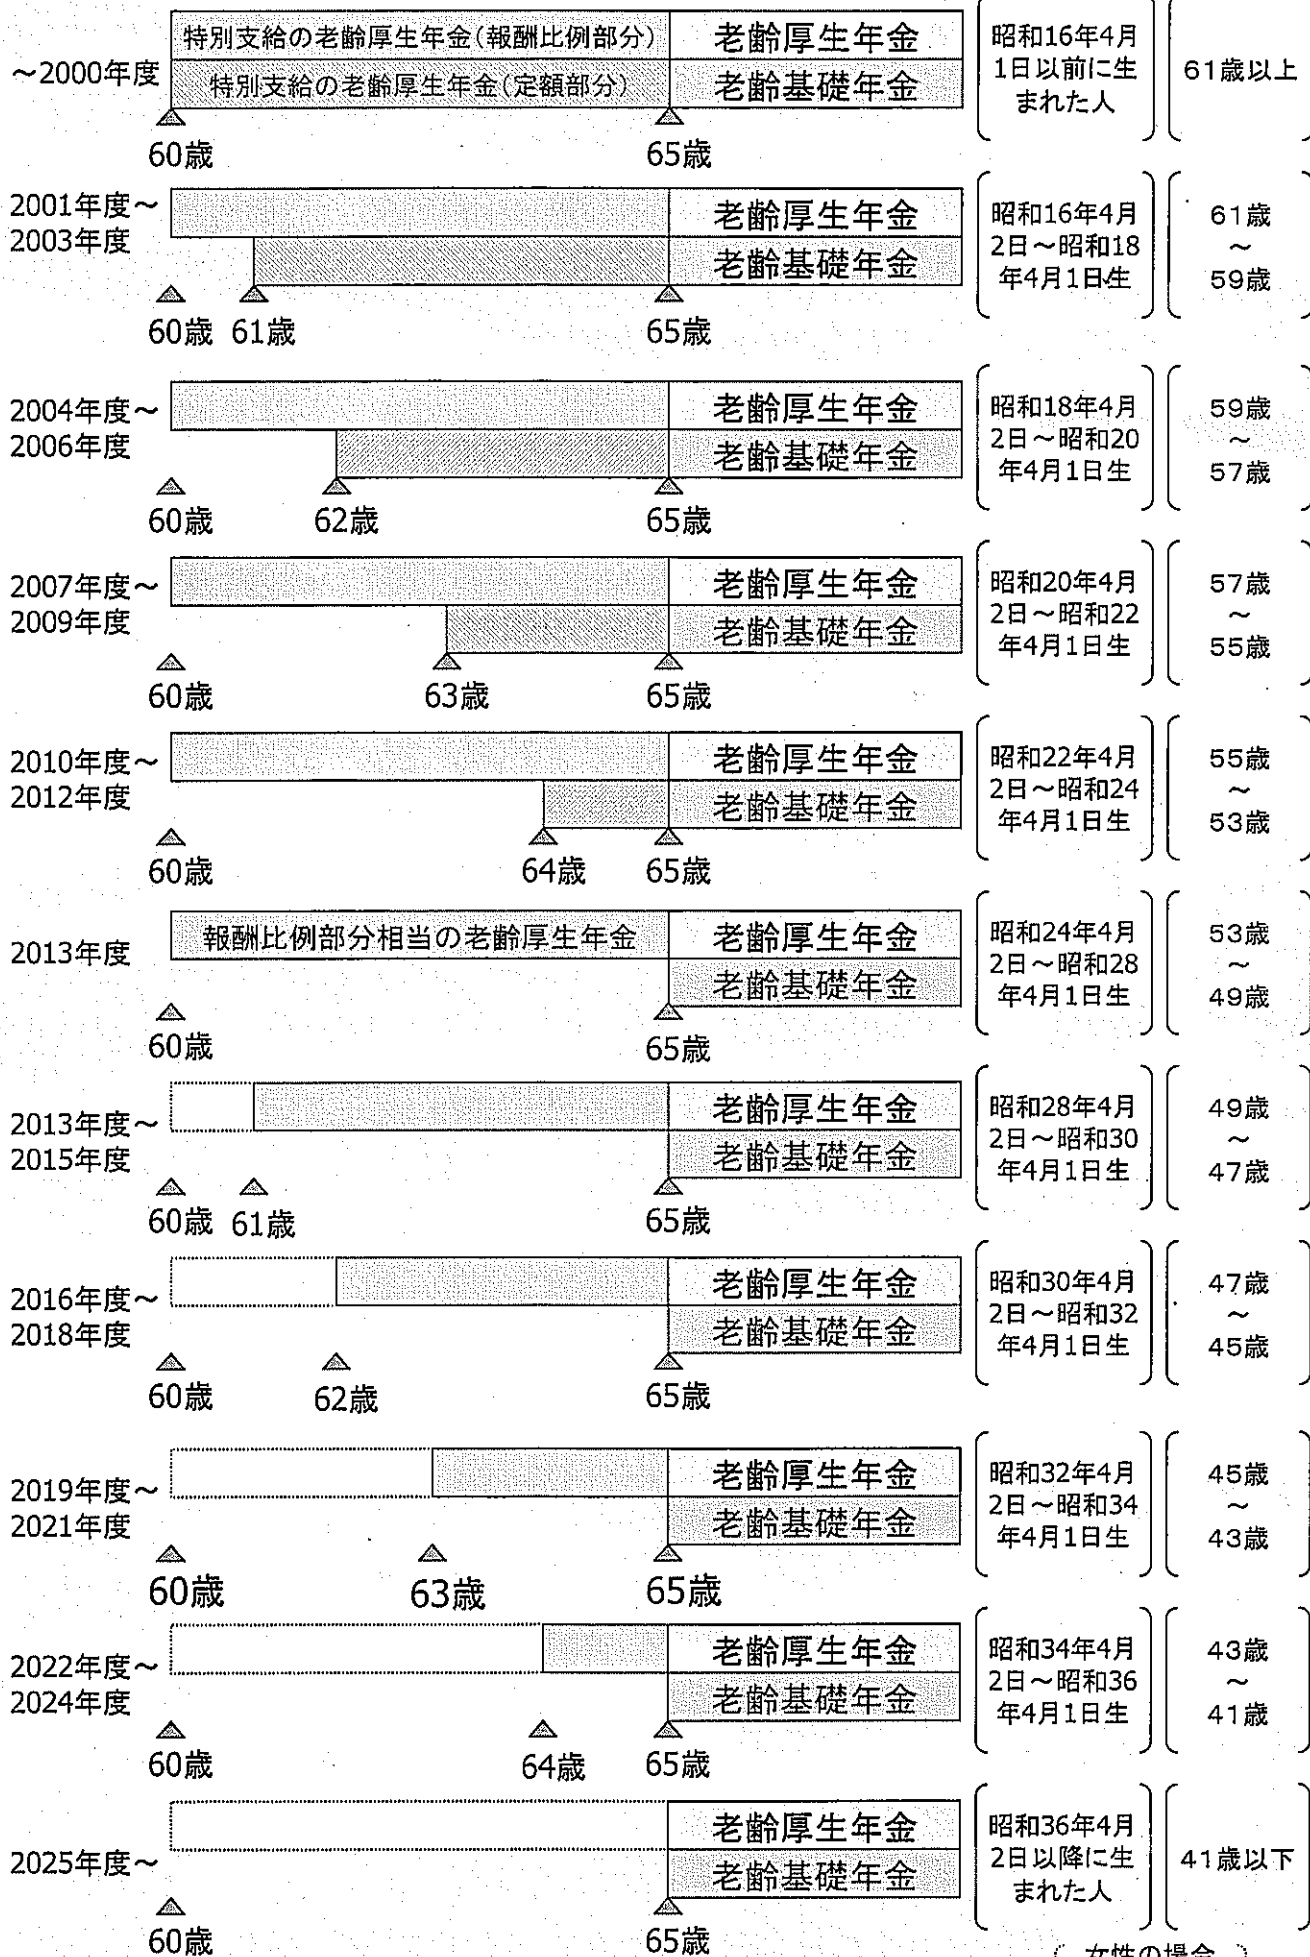 特別支給の老齢厚生年金(報酬比例部分)
老齢厚生年金
～2000年度
特別支給の老齢厚生年金(定額部分)
老齢基礎年金
60歳
65歳
昭和16年4月
1日以前に生
まれた人
61歳以上
2001年度～
2003年度
老齢厚生年金
老齢基礎年金
60歳
61歳
65歳
昭和16年4月
2日～昭和18
年4月1日生
61歳
～
59歳
2004年度～
2006年度
老齢厚生年金
老齢基礎年金
60歳
62歳
65歳
昭和18年4月
2日～昭和20
年4月1日生
59歳
～
57歳
2007年度～
2009年度
老齢厚生年金
老齢基礎年金
60歳
63歳
65歳
昭和20年4月
2日～昭和22
年4月1日生
57歳
～
55歳
2010年度～
2012年度
老齢厚生年金
老齢基礎年金
60歳
64歳
65歳
昭和22年4月
2日～昭和24
年4月1日生
55歳
～
53歳
2013年度
報酬比例部分相当の老齢厚生年金
老齢厚生年金
老齢基礎年金
60歳
65歳
昭和24年4月
2日～昭和28
年4月1日生
53歳
～
49歳
2013年度～
2015年度
老齢厚生年金
老齢基礎年金
60歳
61歳
65歳
昭和28年4月
2日～昭和30
年4月1日生
49歳
～
47歳
2016年度～
2018年度
老齢厚生年金
老齢基礎年金
60歳
62歳
65歳
昭和30年4月
2日～昭和32
年4月1日生
47歳
～
45歳
2019年度～
2021年度
老齢厚生年金
老齢基礎年金
60歳
63歳
65歳
昭和32年4月
2日～昭和34
年4月1日生
45歳
～
43歳
2022年度～
2024年度
老齢厚生年金
老齢基礎年金
60歳
64歳
65歳
昭和34年4月
2日～昭和36
年4月1日生
43歳
～
41歳
2025年度～
老齢厚生年金
老齢基礎年金
60歳
65歳
昭和36年4月
2日以降に生
まれた人
41歳以下
女性の場合